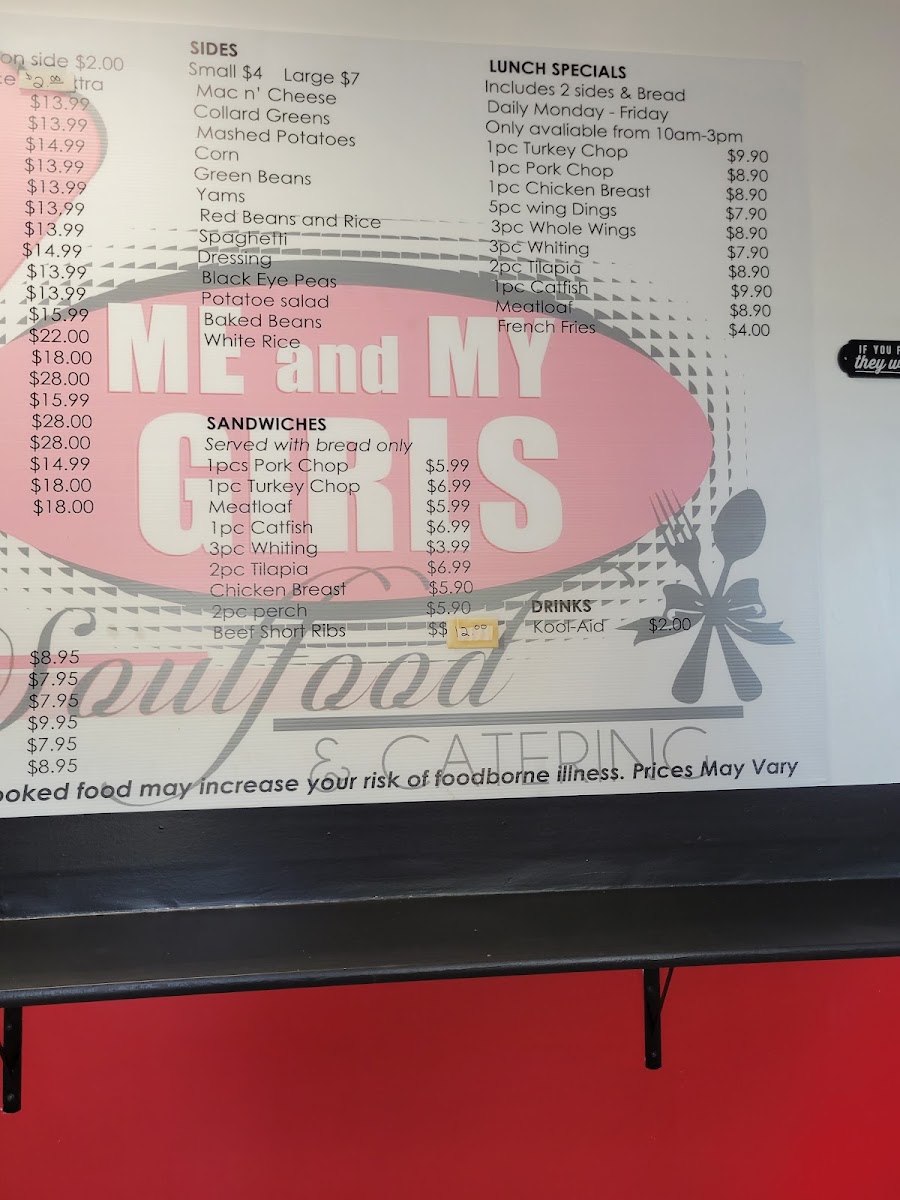 on side $2.00
$2.00 xtra
$13.99
$13.99
$14.99
$13.99
$13.99
$13.99
$13.99
$14.99
$13.99
$13.99
$15.99
$22.00
$18.00
$28.00
$15.99
$28.00
$28.00
$14.99
$18.00
$18.00
$8.95
$7.95
$7.95
$9.95
$7.95
$8.95
SIDES
Small $4 Large $7
Mac n' Cheese
Collard Greens
Mashed Potatoes
Corn
Green Beans
Yams
Red Beans and Rice
Spaghetti
Dressing
Black Eye Peas
Potatoe salad
Baked Beans
White Rice
SANDWICHES
Served with bread only
1pcs Pork Chop $5.99
1pc Turkey Chop $6.99
Meatloaf $5.99
1pc Catfish $6.99
3pc Whiting $3.99
2pc Tilapia $6.99
Chicken Breast $5.90
2pc perch $5.90
Beef Short Ribs $$ 12.00
LUNCH SPECIALS
Includes 2 sides & Bread
Daily Monday - Friday
Only avaliable from 10am-3pm
1pc Turkey Chop $9.90
1pc Pork Chop $8.90
1pc Chicken Breast $8.90
5pc wing Dings $7.90
3pc Whole Wings $8.90
3pc Whiting $7.90
2pc Tilapia $8.90
1pc Catfish $9.90
Meatloaf $8.90
French Fries $4.00
DRINKS
Kool-Aid $2.00
ME and MY
GIRlS
Soulfood
& CATERING
ooked food may increase your risk of foodborne illness. Prices May Vary
IF YOU
they w